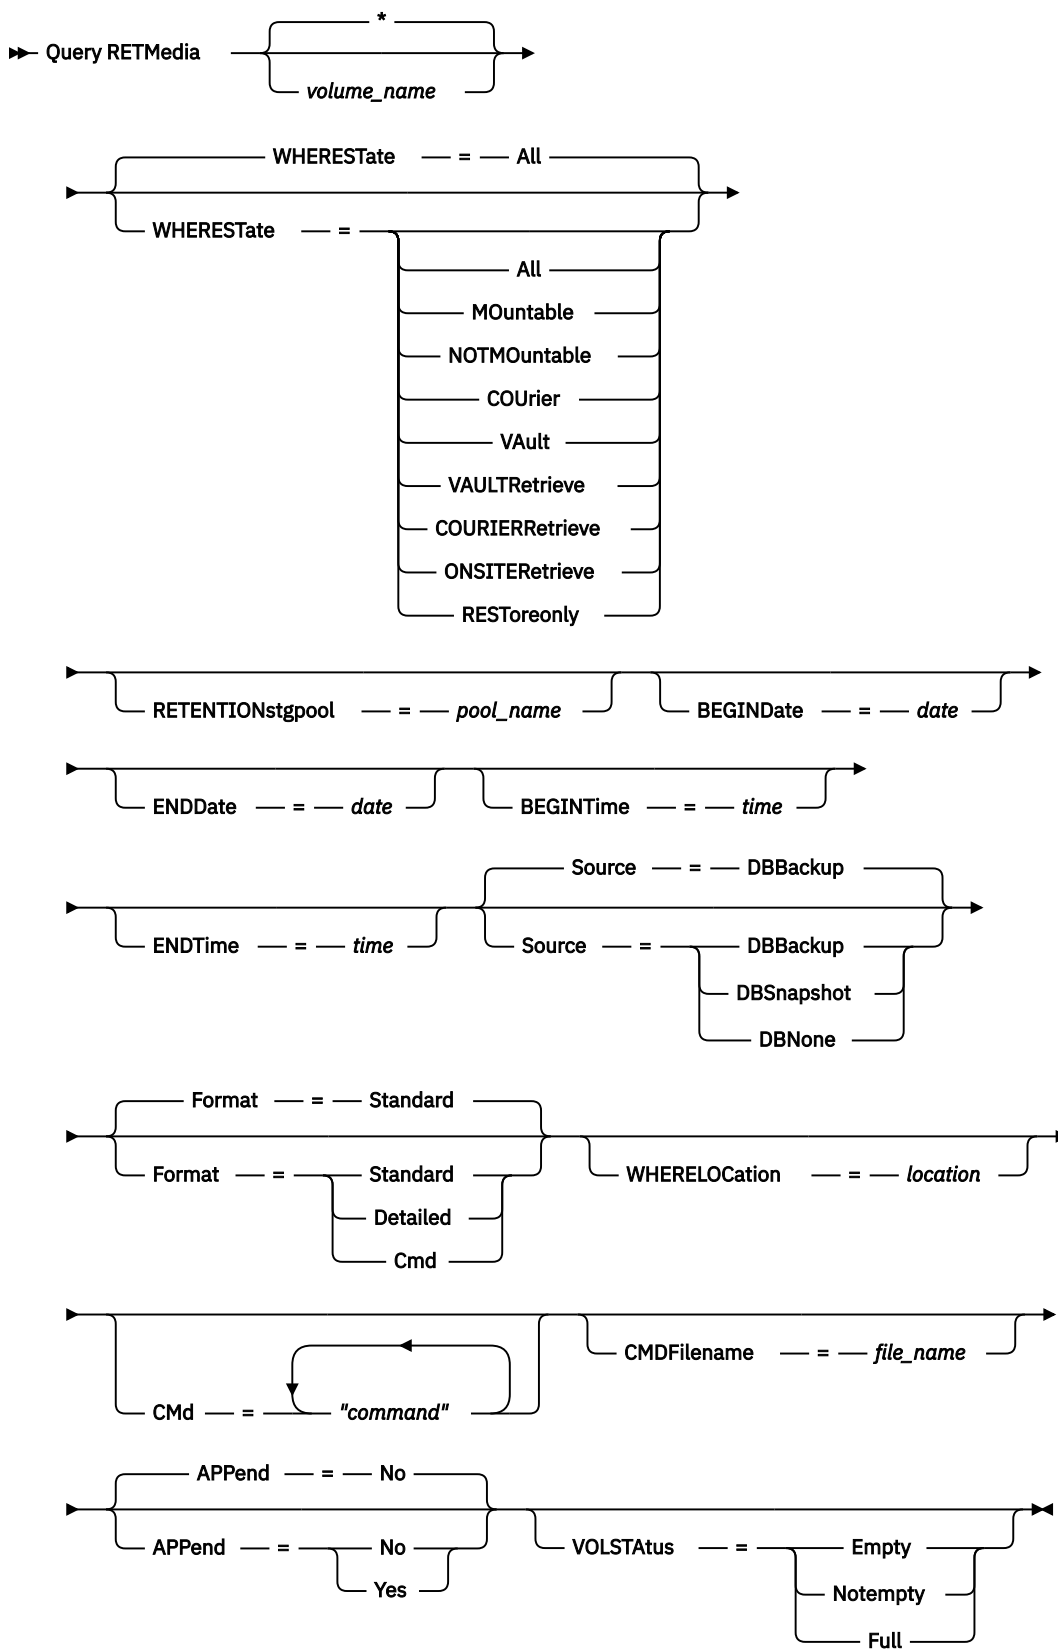 *
Query RETMedia
volume_name
WHERESTate = All
WHERESTate =
All
MOuntable
NOTMOuntable
COUrier
VAult
VAULTRetrieve
COURIERRetrieve
ONSITERetrieve
RESToreonly
RETENTIONstgpool = pool_name BEGINDate = date
ENDDate = date BEGINTime = time
Source = DBBackup
ENDTime = time Source = DBBackup
DBSnapshot
DBNone
Format = Standard
Format = Standard WHERELOCation = location
Detailed
Cmd
CMDFilename = file_name
CMd = "command"
APPend = No
APPend = No VOLSTAtus = Empty
Yes
Notempty
Full